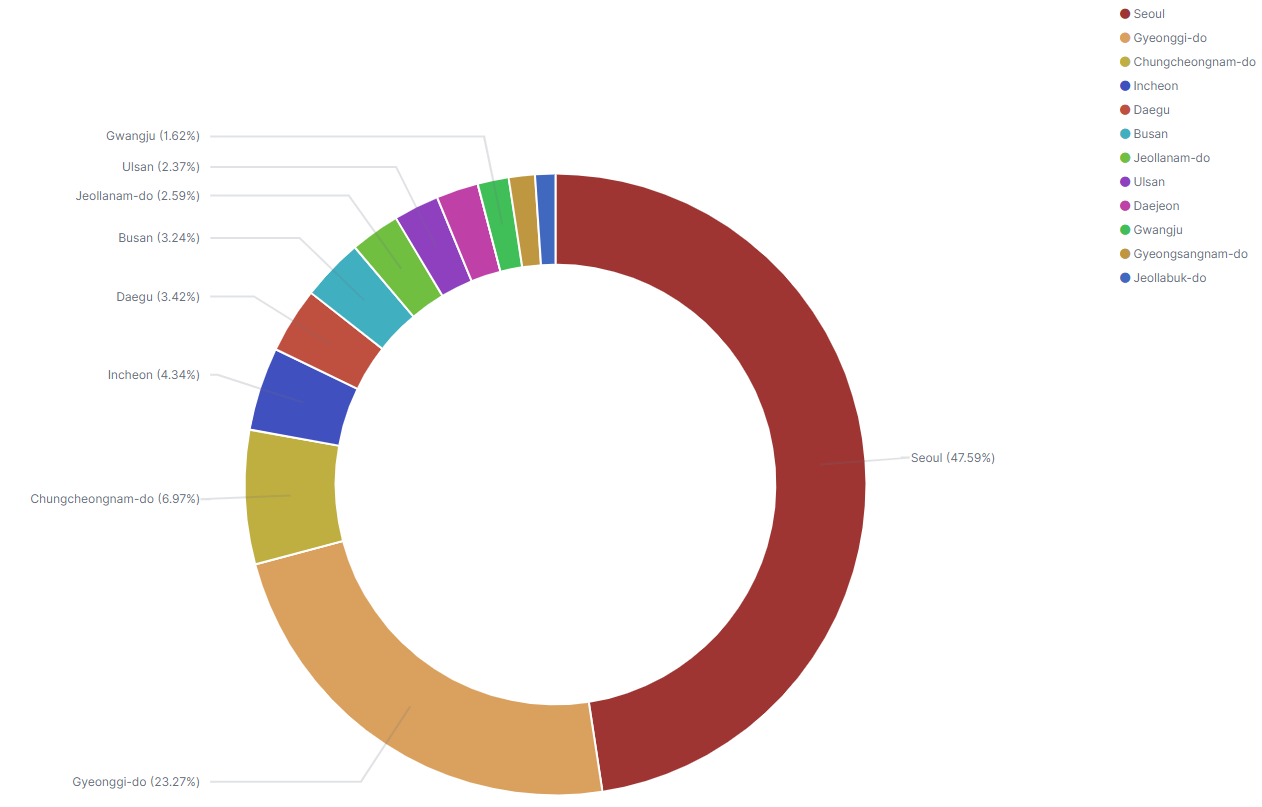 Seoul
Gyeonggi-do
Chungcheongnam-do
Incheon
Daegu
Busan
Jeollanam-do
Ulsan
Daejeon
Gwangju
Gyeongsangnam-do
Jeollabuk-do
Gwangju (1.62%)
Ulsan (2.37%)
Jeollanam-do (2.59%)
Busan (3.24%)
Daegu (3.42%)
Incheon (4.34%)
Seoul (47.59%)
Chungcheongnam-do (6.97%)
Gyeonggi-do (23.27%)